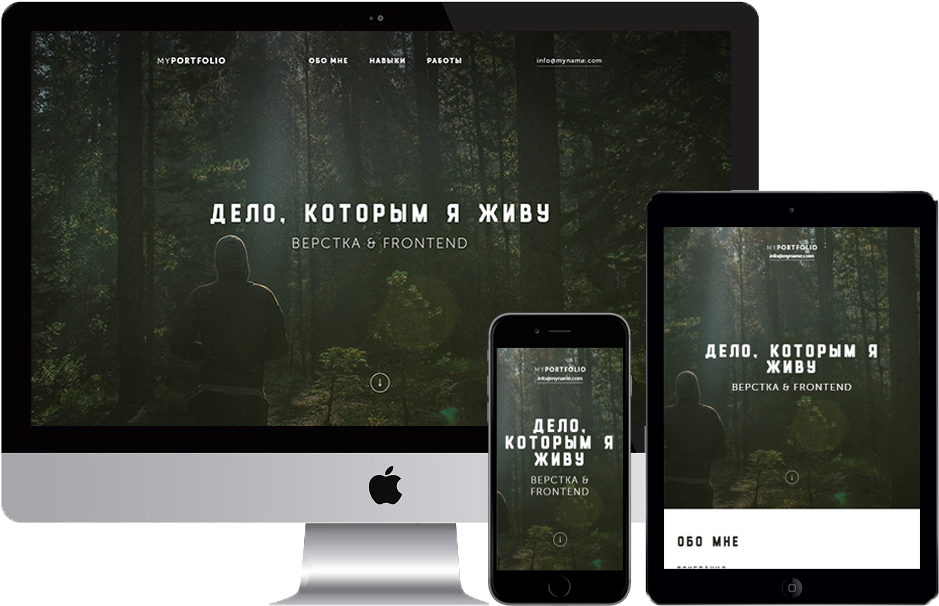 MYPORTFOLIO ОБО МНЕ НАВЫКИ РАБОТЫ info@myname.com
ДЕЛО, КОТОРЫМ Я ЖИВУ
ВЕРСТКА & FRONTEND
MYPORTFOLIO
info@myname.com
ДЕЛО,
КОТОРЫМ Я
ЖИВУ
ВЕРСТКА &
FRONTEND
MYPORTFOLIO
info@myname.com
ДЕЛО, КОТОРЫМ Я
ЖИВУ
ВЕРСТКА & FRONTEND
ОБО МНЕ